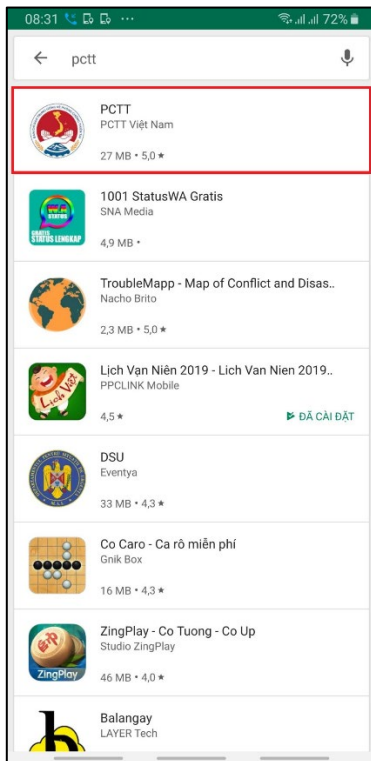 08:31 72%
pctt
PCTT
PCTT Việt Nam
27 MB • 5,0 ★
1001 StatusWA Gratis
SNA Media
WA
STATUS
GRATIS
STATUS LENGKAP
4,9 MB •
TroubleMapp - Map of Conflict and Disas..
Nacho Brito
2,3 MB • 5,0 ★
Lịch Vạn Niên 2019 - Lich Van Nien 2019..
PPCLINK Mobile
Lịch Việt
4,5 ★ ĐÃ CÀI ĐẶT
DSU
Eventya
33 MB • 4,3 ★
Co Caro - Ca rô miễn phí
Gnik Box
16 MB • 4,3 ★
ZingPlay - Co Tuong - Co Up
Studio ZingPlay
ZingPlay
46 MB • 4,0 ★
Balangay
LAYER Tech